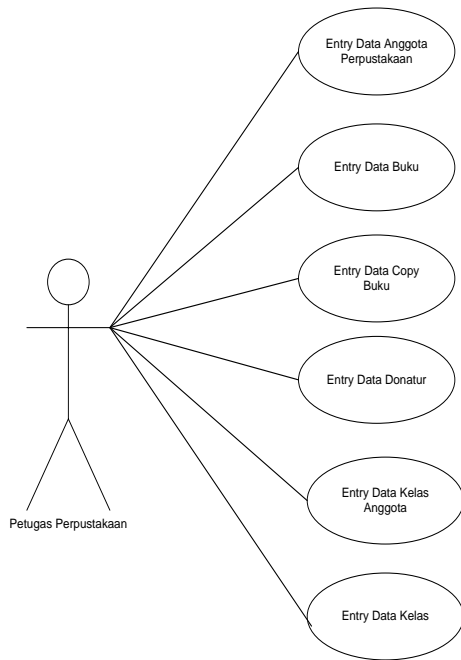 Entry Data Anggota
Perpustakaan
Entry Data Buku
Entry Data Copy
Buku
Entry Data Donatur
Entry Data Kelas
Anggota
Petugas Perpustakaan
Entry Data Kelas